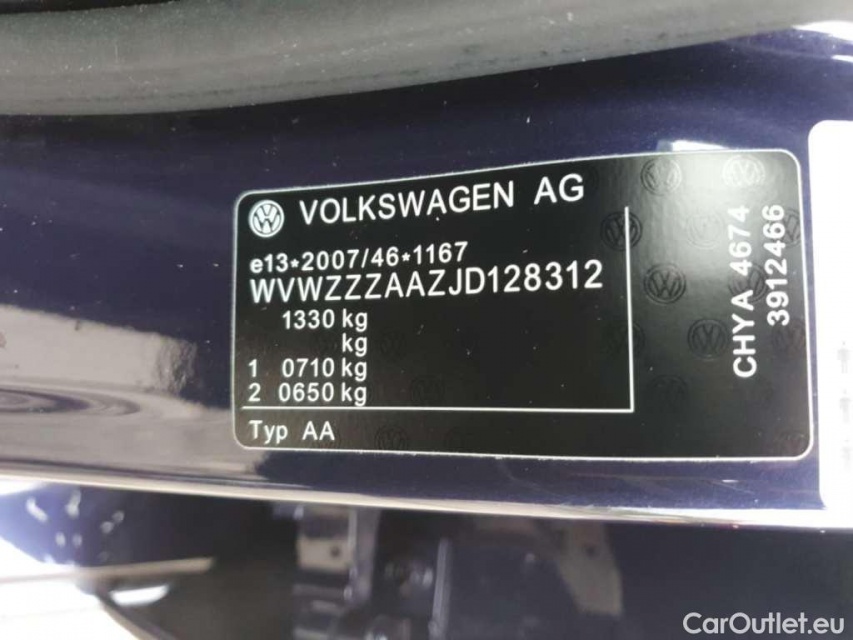 VOLKSWAGEN AG
e13*2007/46*1167
WVWZZZAAZJD128312
1330 kg
kg
1 0710 kg
2 0650 kg
Typ AA
CHYA 4674
3912466
CarOutlet.eu